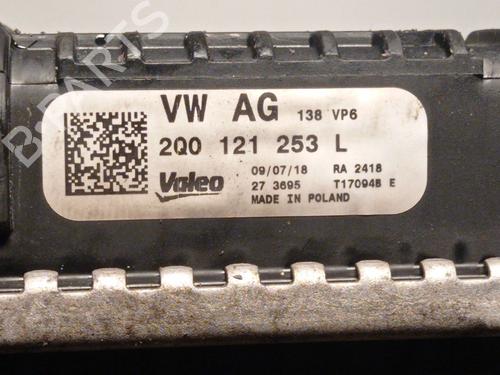 B-PARTS
VW AG 138 VP6
2Q0 121 253 L
Valeo 09/07/18 RA 2418
27 3695 T17094B E
MADE IN POLAND